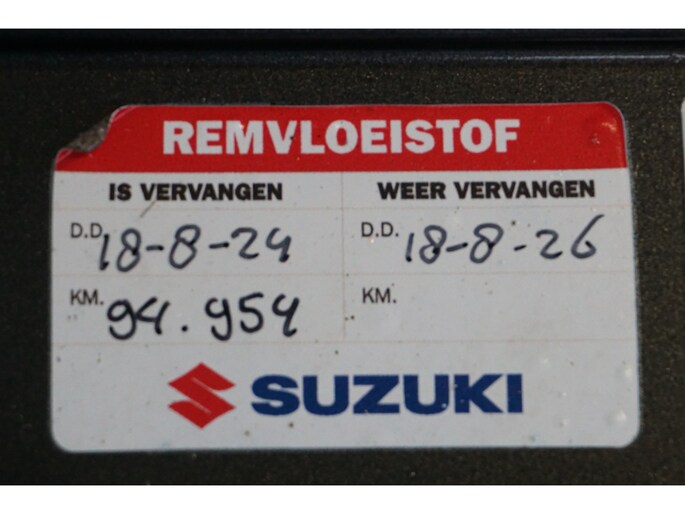 REMVLOEISTOF
IS VERVANGEN WEER VERVANGEN
D.D. 18-8-24 D.D. 18-8-26
KM. 94.954 KM.
SUZUKI